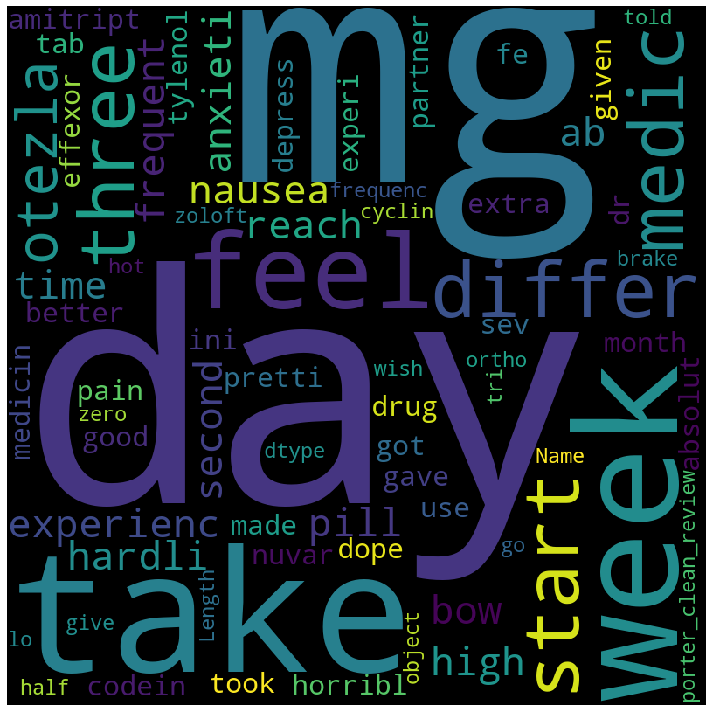 amitript
tab
mg
told
fe
given
medic
otezla
effexor
three
frequent
tylenol
anxieti
depress
experi
partner
ab
nausea
frequenc
zoloft
reach
cyclin
extra
dr
time
hot
better
feel
differ
brake
sev
month
day
ini
medicin
pain
zero
good
second
pretti
wish
ortho
tri
drug
dtype
got
gave
use
Name
absolut
week
start
experienc
made
pill
hardli
nuvar
dope
go
take
Length
lo
give
object
bow
high
half
codein
took
horribl
porter_clean_review